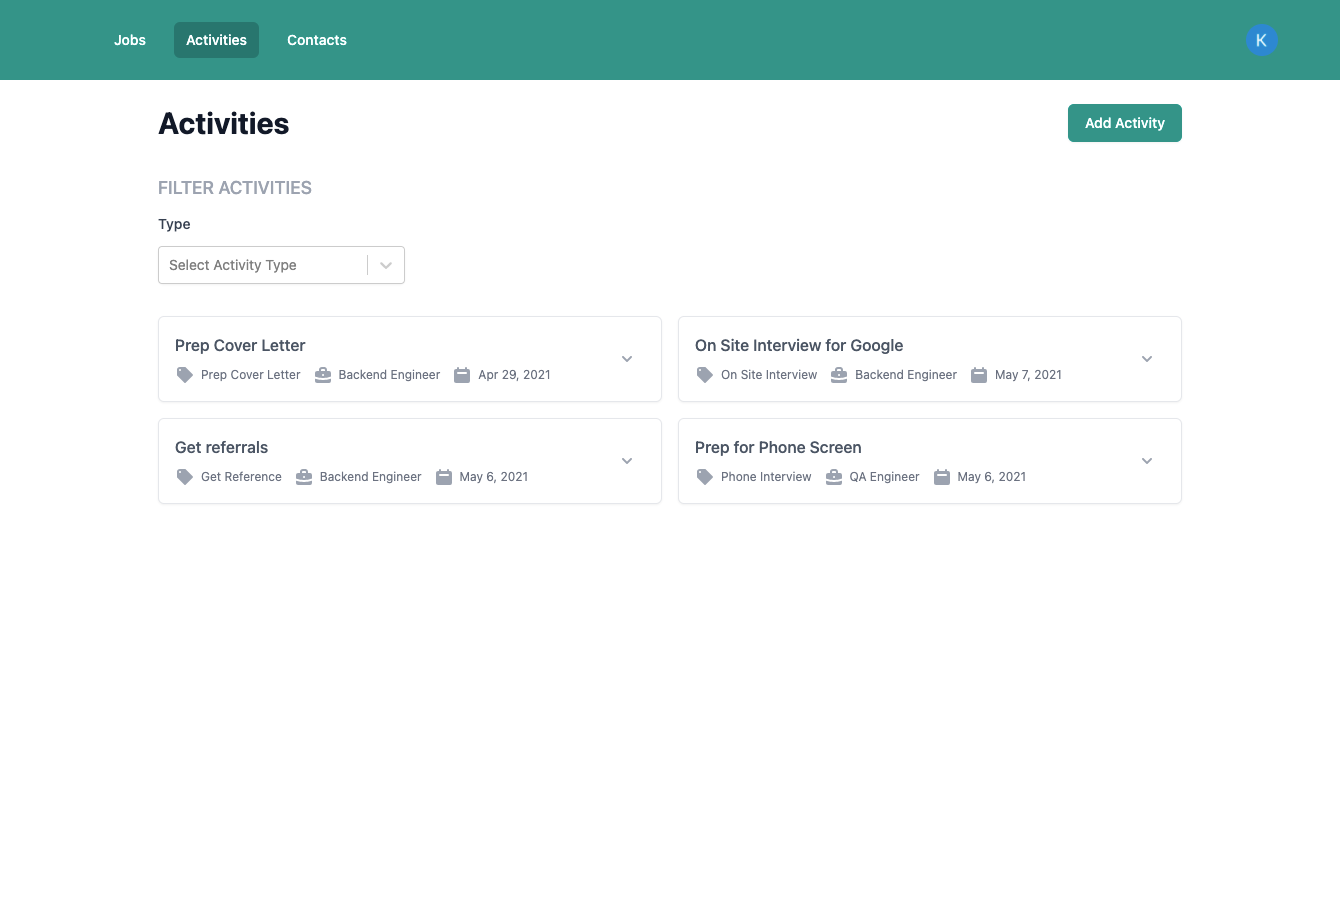 Jobs Activities Contacts K
Activities Add Activity
FILTER ACTIVITIES
Type
Select Activity Type
Prep Cover Letter
Prep Cover Letter Backend Engineer Apr 29, 2021
On Site Interview for Google
On Site Interview Backend Engineer May 7, 2021
Get referrals
Get Reference Backend Engineer May 6, 2021
Prep for Phone Screen
Phone Interview QA Engineer May 6, 2021